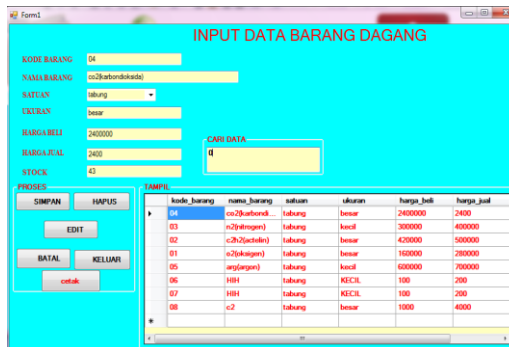 Form1
INPUT DATA BARANG DAGANG
KODE BARANG 04
NAMA BARANG co2(karbondioksida)
SATUAN tabung
UKURAN besar
HARGA BELI 2400000
HARGA JUAL 2400
STOCK 43
CARI DATA
0
PROSES
SIMPAN HAPUS
EDIT
BATAL KELUAR
cetak
TAMPIL
kode_barang nama_barang satuan ukuran harga_beli harga_jual
04 co2(karbondi... tabung besar 2400000 2400
03 n2(nitrogen) tabung kecil 300000 400000
02 c2h2(actelin) tabung besar 420000 500000
01 o2(oksigen) tabung besar 160000 280000
05 arg(argon) tabung kecil 600000 700000
06 HIH tabung KECIL 100 200
07 HIH tabung KECIL 100 200
08 c2 tabung besar 1000 4000